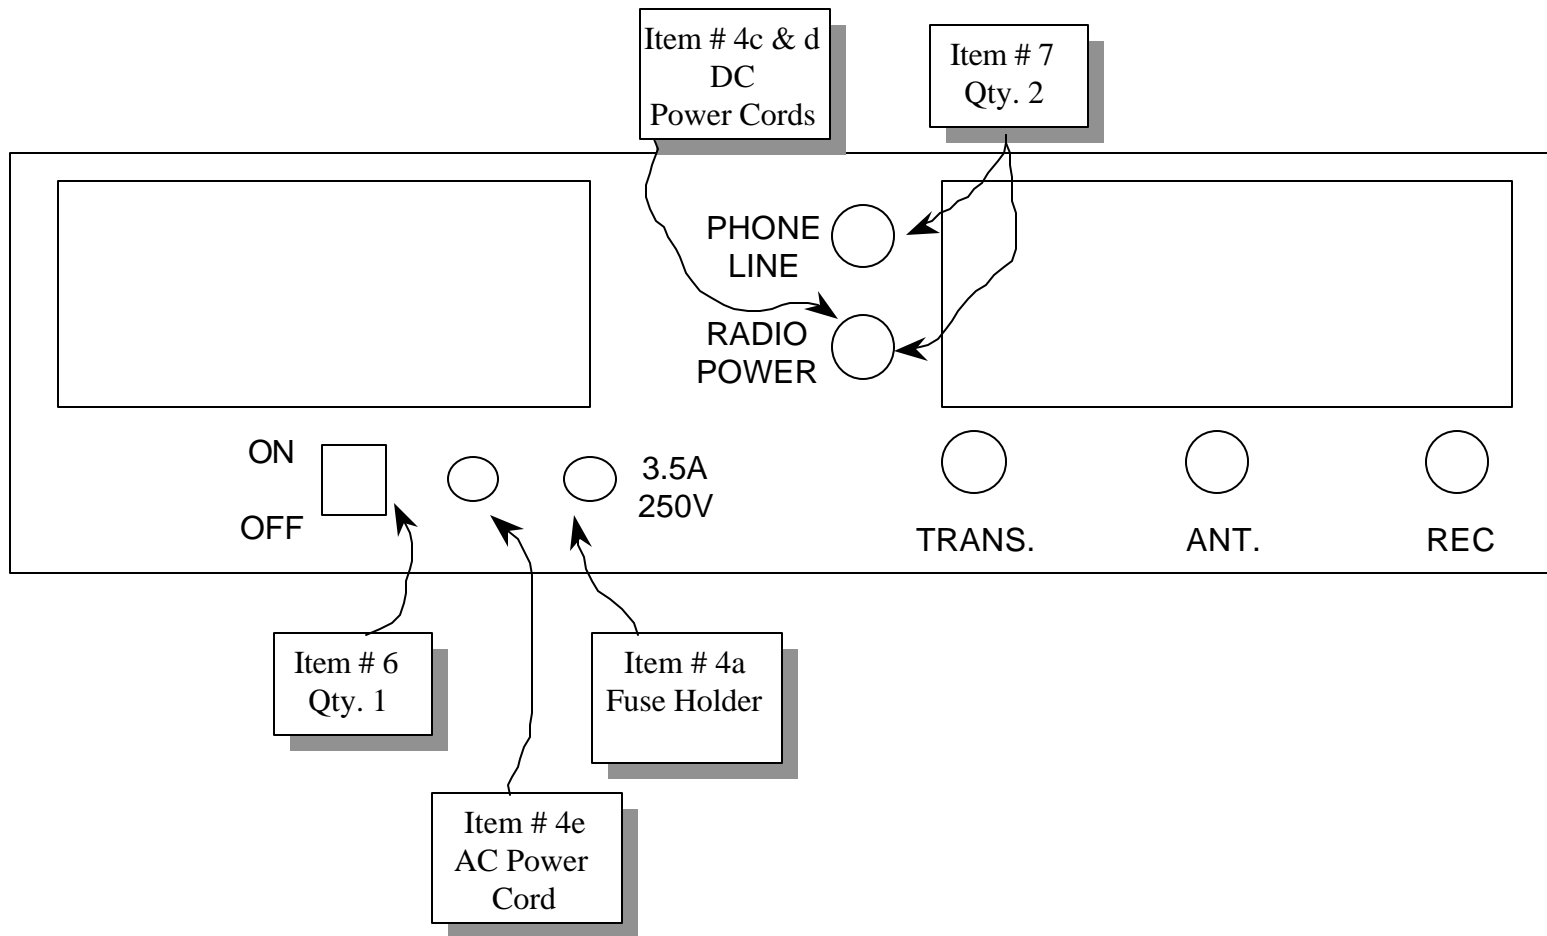 Item # 4c & d
DC
Power Cords
Item # 7
Qty. 2
PHONE
LINE
RADIO
POWER
ON
OFF
3.5A
250V
TRANS.
ANT.
REC
Item # 6
Qty. 1
Item # 4a
Fuse Holder
Item # 4e
AC Power
Cord